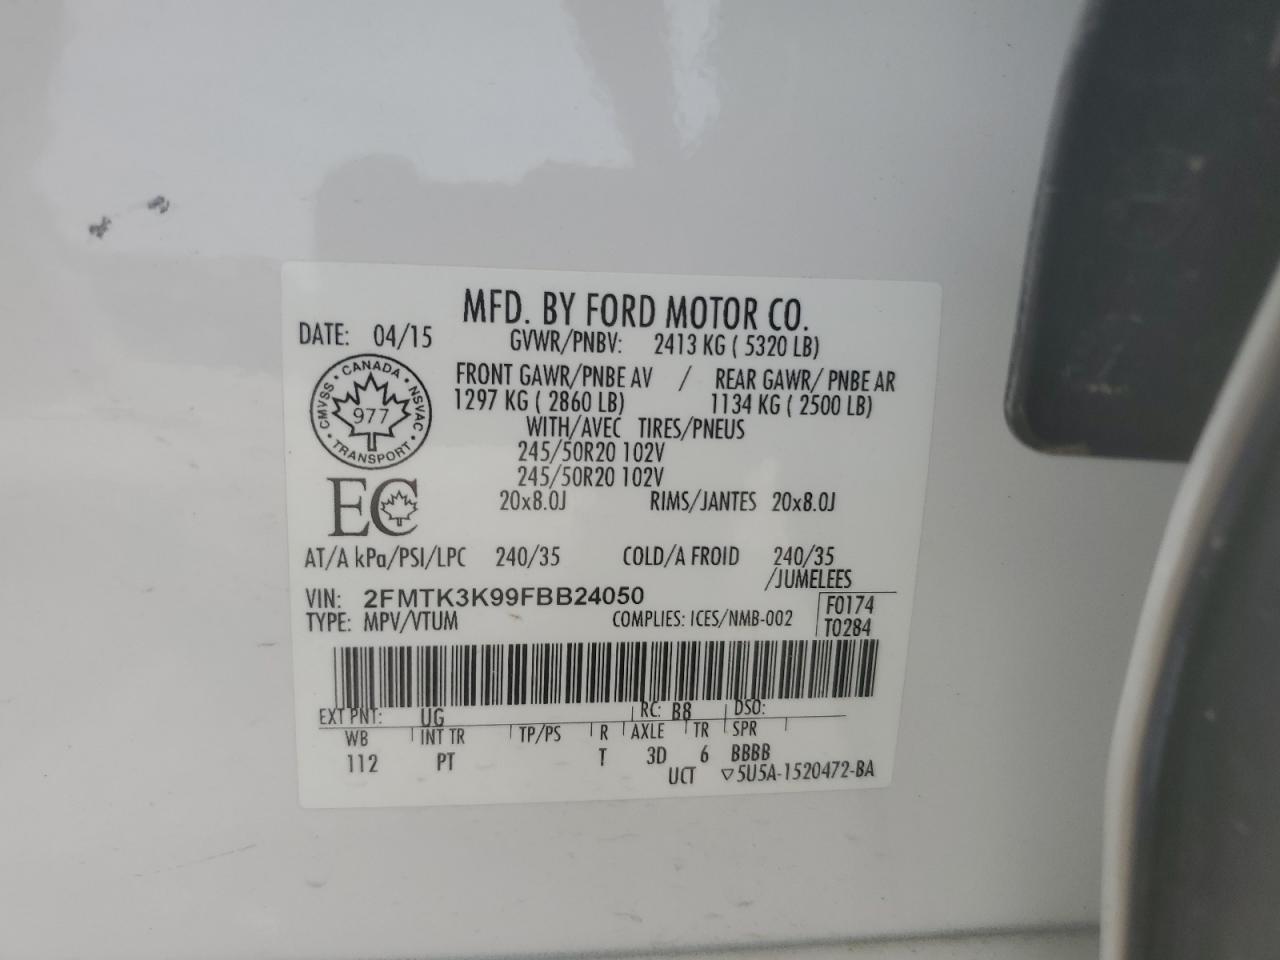 MFD. BY FORD MOTOR CO.
DATE: 04/15 GVWR/PNBV: 2413 KG ( 5320 LB)
FRONT GAWR/PNBE AV / REAR GAWR/ PNBE AR
1297 KG ( 2860 LB) 1134 KG ( 2500 LB)
CANADA · NSVAC · TRANSPORT · CMVSS ·
977
WITH/AVEC TIRES/PNEUS
245/50R20 102V
245/50R20 102V
EC
20x8.0J RIMS/JANTES 20x8.0J
AT/A kPa/PSI/LPC 240/35 COLD/A FROID 240/35
/JUMELEES
VIN: 2FMTK3K99FBB24050 F0174
TYPE: MPV/VTUM COMPLIES: ICES/NMB-002 T0284
EXT PNT: UG RC: B8 DSO:
WB INT TR TP/PS R AXLE TR SPR
112 PT T 3D 6 BBBB
UCT ▽5U5A-1520472-BA